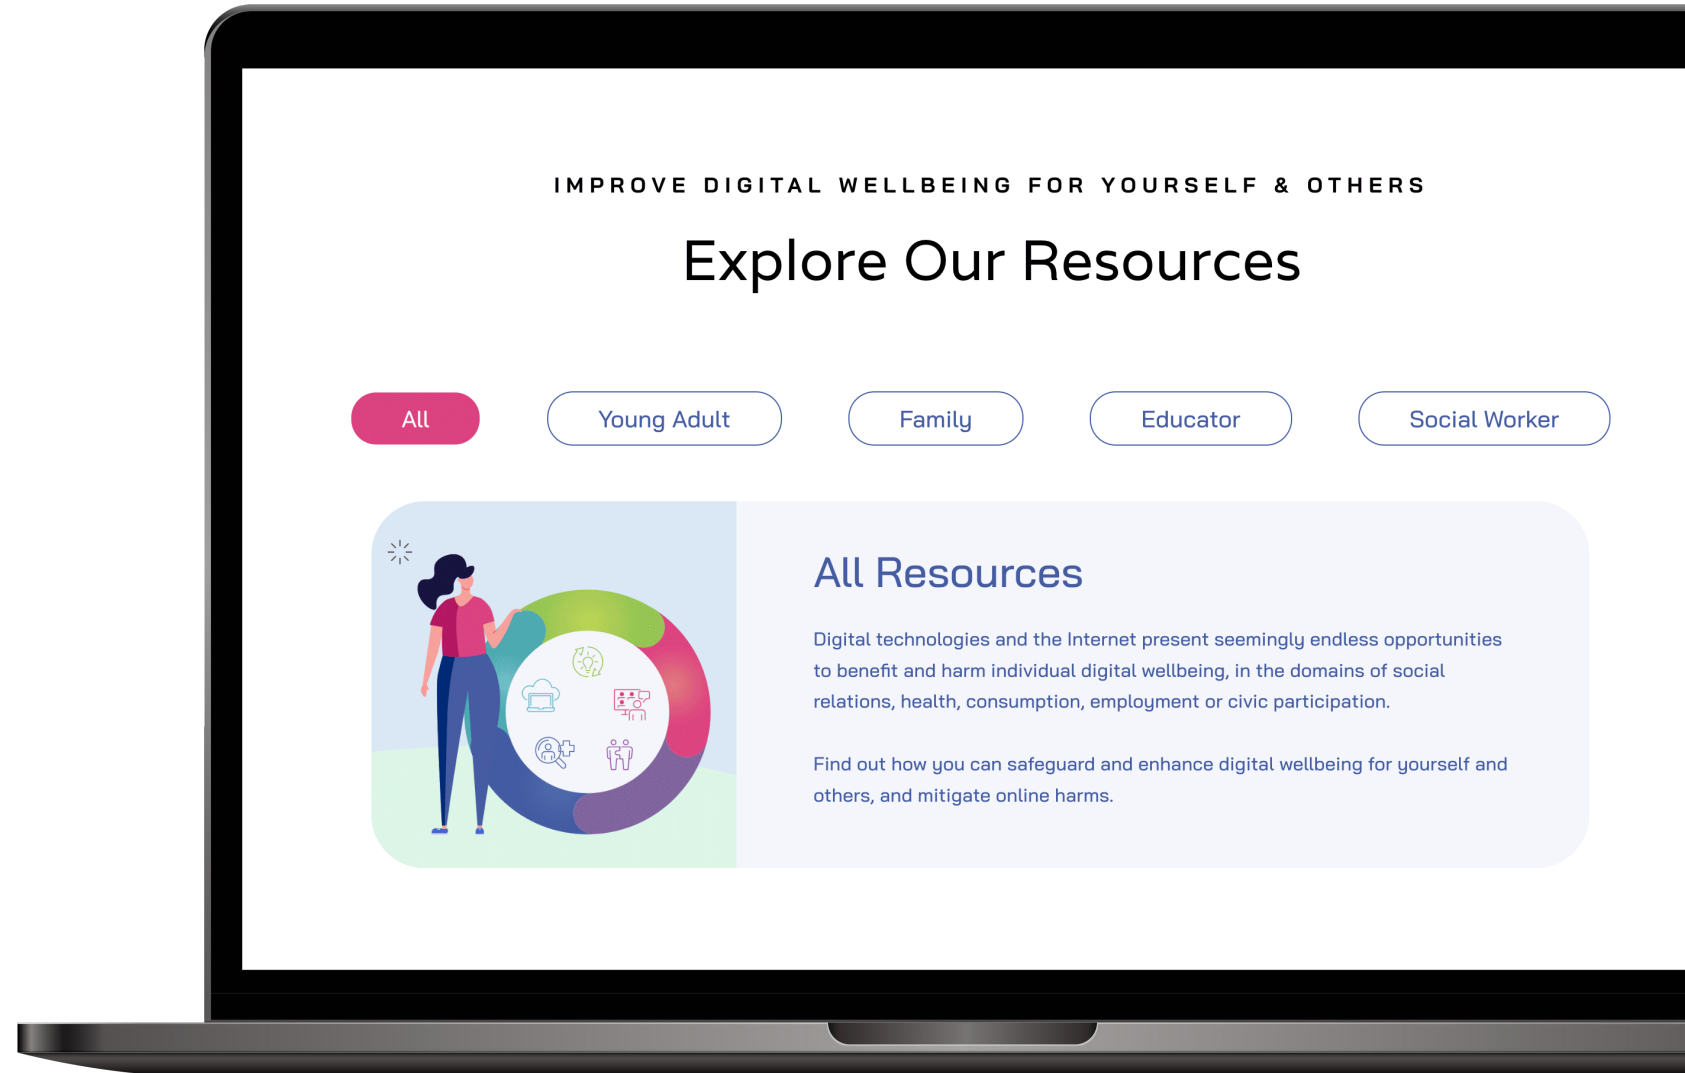 IMPROVE DIGITAL WELLBEING FOR YOURSELF & OTHERS
Explore Our Resources
All
Young Adult
Family
Educator
Social Worker
All Resources
Digital technologies and the Internet present seemingly endless opportunities
to benefit and harm individual digital wellbeing, in the domains of social
relations, health, consumption, employment or civic participation.
Find out how you can safeguard and enhance digital wellbeing for yourself and
others, and mitigate online harms.